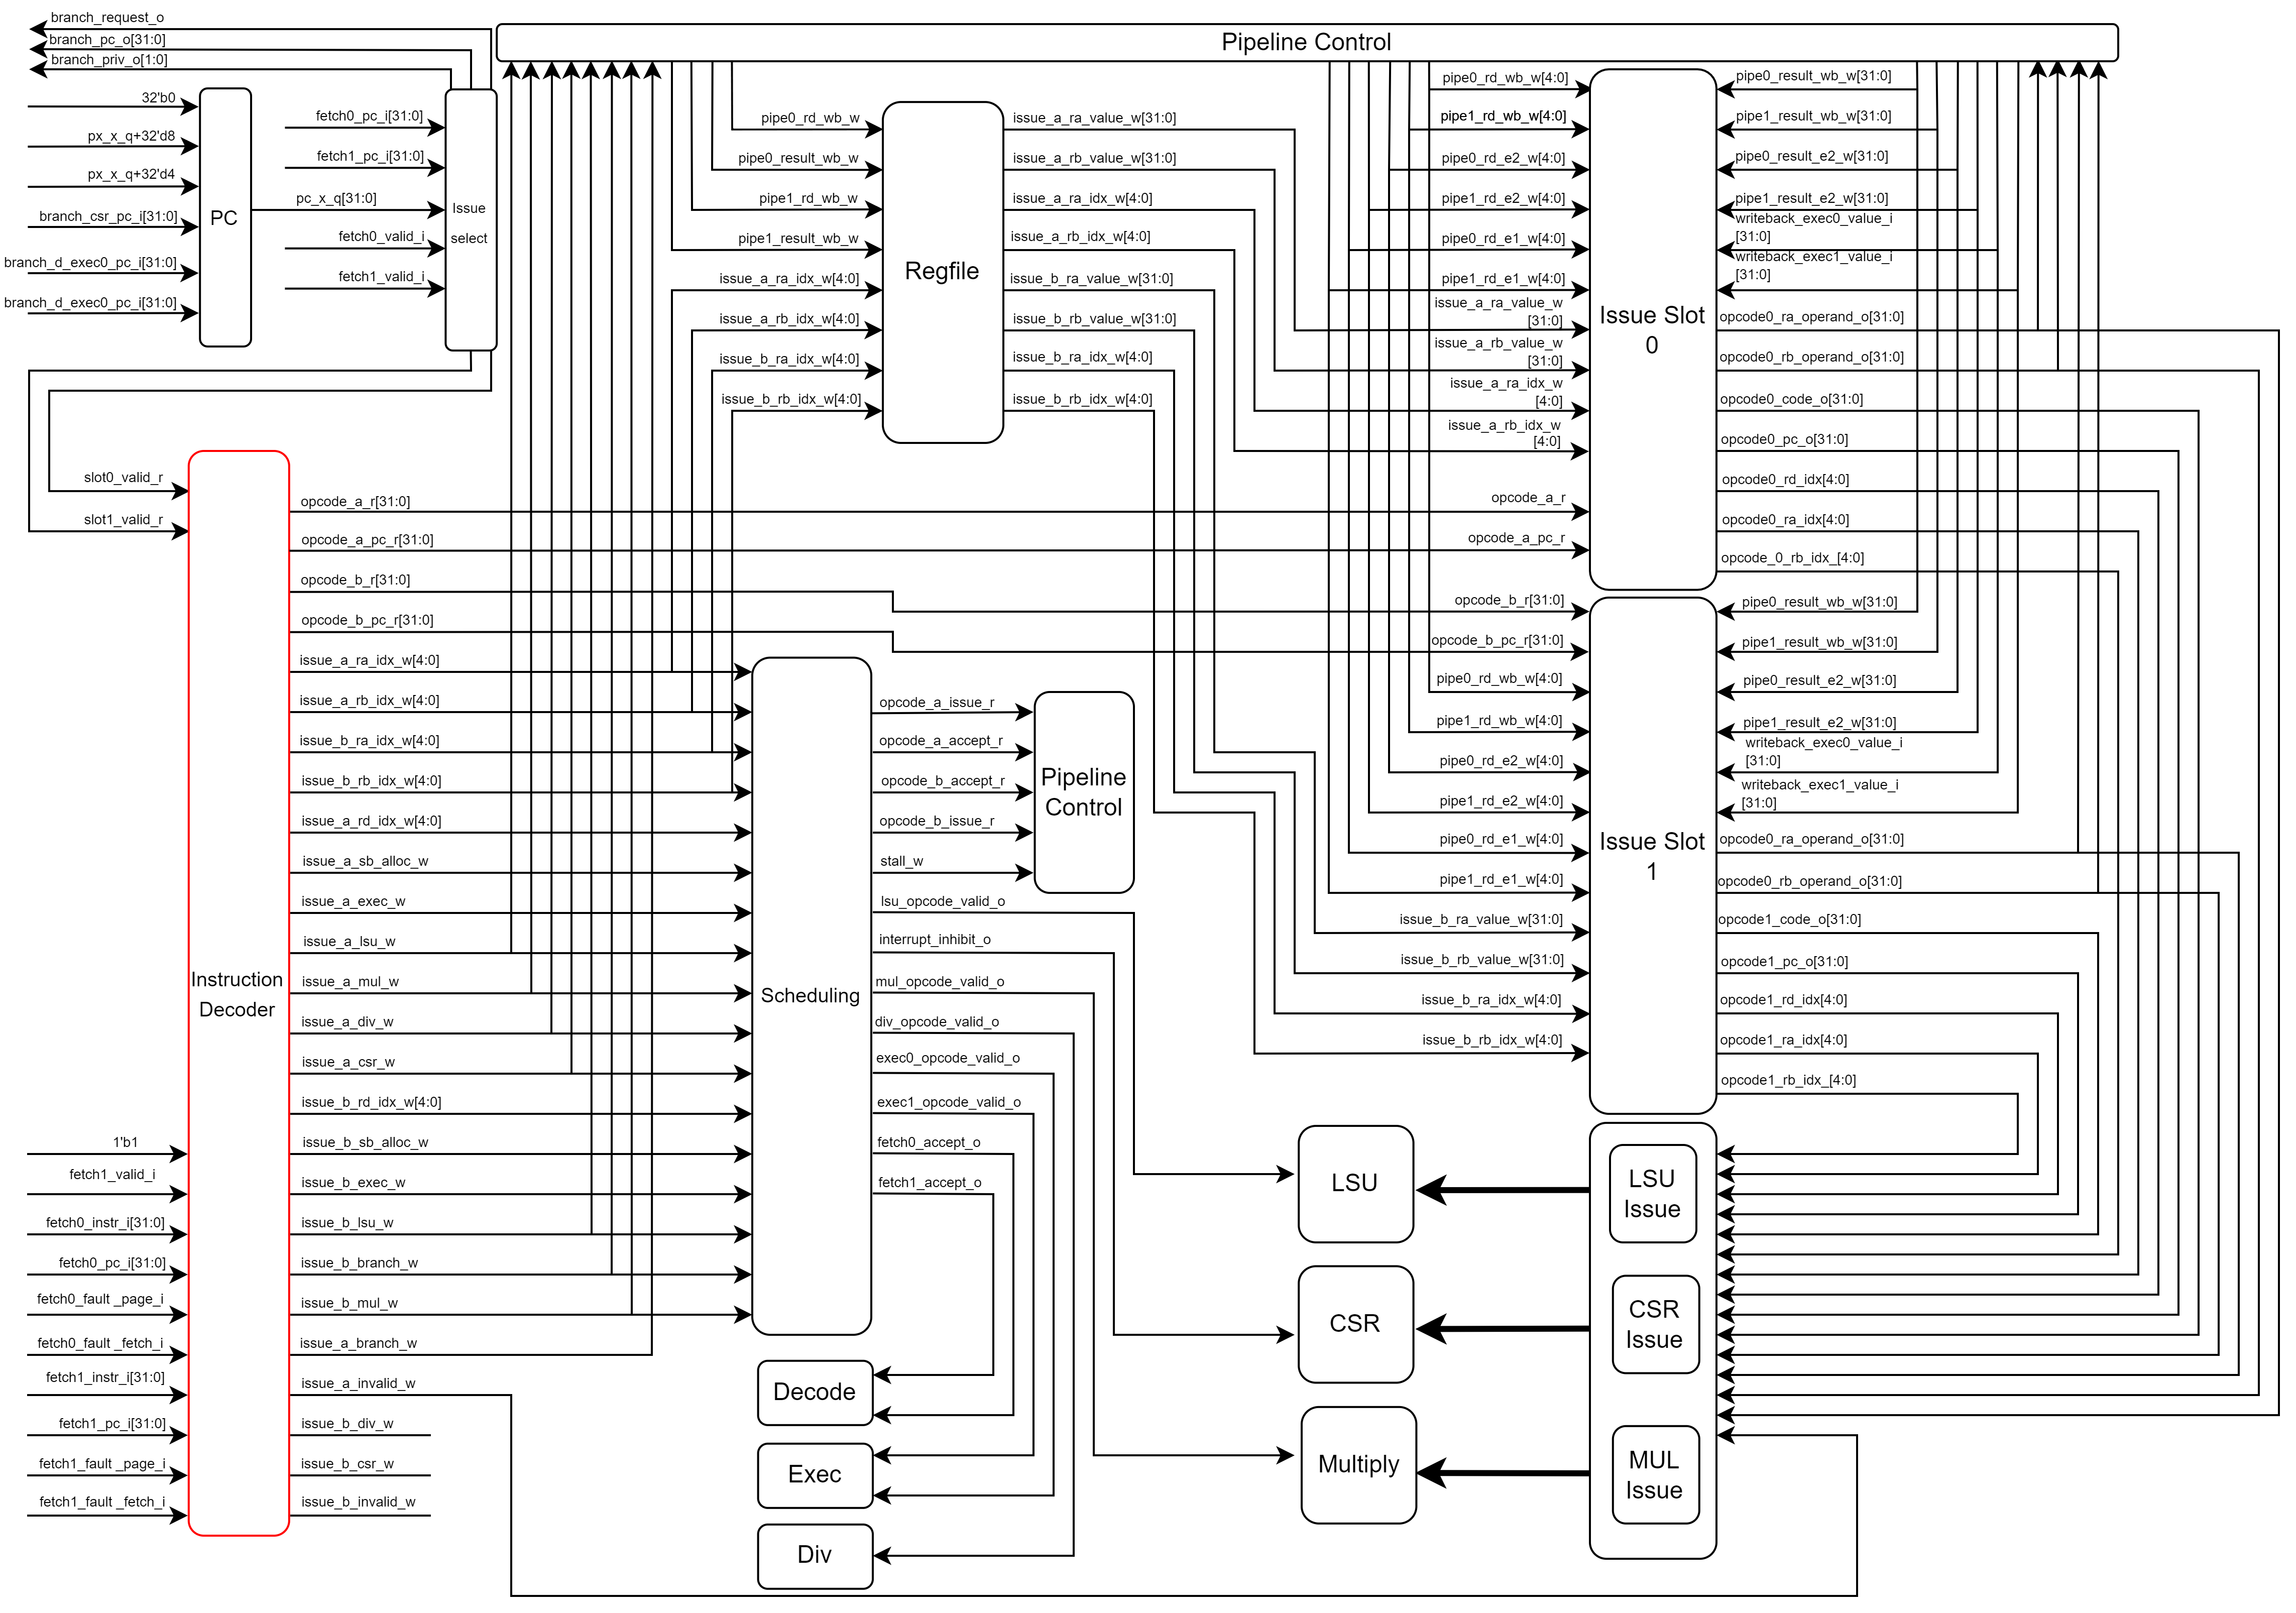 branch_request_o
branch_pc_o[31:0]
branch_priv_o[1:0]
Pipeline Control
32'b0
px_x_q+32'd8
px_x_q+32'd4
branch_csr_pc_i[31:0]
branch_d_exec0_pc_i[31:0]
branch_d_exec0_pc_i[31:0]
PC
fetch0_pc_i[31:0]
fetch1_pc_i[31:0]
pc_x_q[31:0]
fetch0_valid_i
fetch1_valid_i
Issue
select
pipe0_rd_wb_w
pipe0_result_wb_w
pipe1_rd_wb_w
pipe1_result_wb_w
issue_a_ra_idx_w[4:0]
issue_a_rb_idx_w[4:0]
issue_b_ra_idx_w[4:0]
issue_b_rb_idx_w[4:0]
Regfile
issue_a_ra_value_w[31:0]
issue_a_rb_value_w[31:0]
issue_a_ra_idx_w[4:0]
issue_a_rb_idx_w[4:0]
issue_b_ra_value_w[31:0]
issue_b_rb_value_w[31:0]
issue_b_ra_idx_w[4:0]
issue_b_rb_idx_w[4:0]
pipe0_rd_wb_w[4:0]
pipe1_rd_wb_w[4:0]
pipe0_rd_e2_w[4:0]
pipe1_rd_e2_w[4:0]
pipe0_rd_e1_w[4:0]
pipe1_rd_e1_w[4:0]
issue_a_ra_value_w
[31:0]
issue_a_rb_value_w
[31:0]
issue_a_ra_idx_w
[4:0]
issue_a_rb_idx_w
[4:0]
opcode_a_r
opcode_a_pc_r
Issue Slot
0
pipe0_result_wb_w[31:0]
pipe1_result_wb_w[31:0]
pipe0_result_e2_w[31:0]
pipe1_result_e2_w[31:0]
writeback_exec0_value_i
[31:0]
writeback_exec1_value_i
[31:0]
opcode0_ra_operand_o[31:0]
opcode0_rb_operand_o[31:0]
opcode0_code_o[31:0]
opcode0_pc_o[31:0]
opcode0_rd_idx[4:0]
opcode0_ra_idx[4:0]
opcode_0_rb_idx_[4:0]
slot0_valid_r
slot1_valid_r
1'b1
fetch1_valid_i
fetch0_instr_i[31:0]
fetch0_pc_i[31:0]
fetch0_fault _page_i
fetch0_fault _fetch_i
fetch1_instr_i[31:0]
fetch1_pc_i[31:0]
fetch1_fault _page_i
fetch1_fault _fetch_i
Instruction
Decoder
opcode_a_r[31:0]
opcode_a_pc_r[31:0]
opcode_b_r[31:0]
opcode_b_pc_r[31:0]
issue_a_ra_idx_w[4:0]
issue_a_rb_idx_w[4:0]
issue_b_ra_idx_w[4:0]
issue_b_rb_idx_w[4:0]
issue_a_rd_idx_w[4:0]
issue_a_sb_alloc_w
issue_a_exec_w
issue_a_lsu_w
issue_a_mul_w
issue_a_div_w
issue_a_csr_w
issue_b_rd_idx_w[4:0]
issue_b_sb_alloc_w
issue_b_exec_w
issue_b_lsu_w
issue_b_branch_w
issue_b_mul_w
issue_a_branch_w
issue_a_invalid_w
issue_b_div_w
issue_b_csr_w
issue_b_invalid_w
Scheduling
opcode_a_issue_r
opcode_a_accept_r
opcode_b_accept_r
opcode_b_issue_r
stall_w
lsu_opcode_valid_o
interrupt_inhibit_o
mul_opcode_valid_o
div_opcode_valid_o
exec0_opcode_valid_o
exec1_opcode_valid_o
fetch0_accept_o
fetch1_accept_o
Pipeline
Control
Decode
Exec
Div
opcode_b_r[31:0]
opcode_b_pc_r[31:0]
pipe0_rd_wb_w[4:0]
pipe1_rd_wb_w[4:0]
pipe0_rd_e2_w[4:0]
pipe1_rd_e2_w[4:0]
pipe0_rd_e1_w[4:0]
pipe1_rd_e1_w[4:0]
issue_b_ra_value_w[31:0]
issue_b_rb_value_w[31:0]
issue_b_ra_idx_w[4:0]
issue_b_rb_idx_w[4:0]
Issue Slot
1
pipe0_result_wb_w[31:0]
pipe1_result_wb_w[31:0]
pipe0_result_e2_w[31:0]
pipe1_result_e2_w[31:0]
writeback_exec0_value_i
[31:0]
writeback_exec1_value_i
[31:0]
opcode0_ra_operand_o[31:0]
opcode0_rb_operand_o[31:0]
opcode1_code_o[31:0]
opcode1_pc_o[31:0]
opcode1_rd_idx[4:0]
opcode1_ra_idx[4:0]
opcode1_rb_idx_[4:0]
LSU
CSR
Multiply
LSU
Issue
CSR
Issue
MUL
Issue